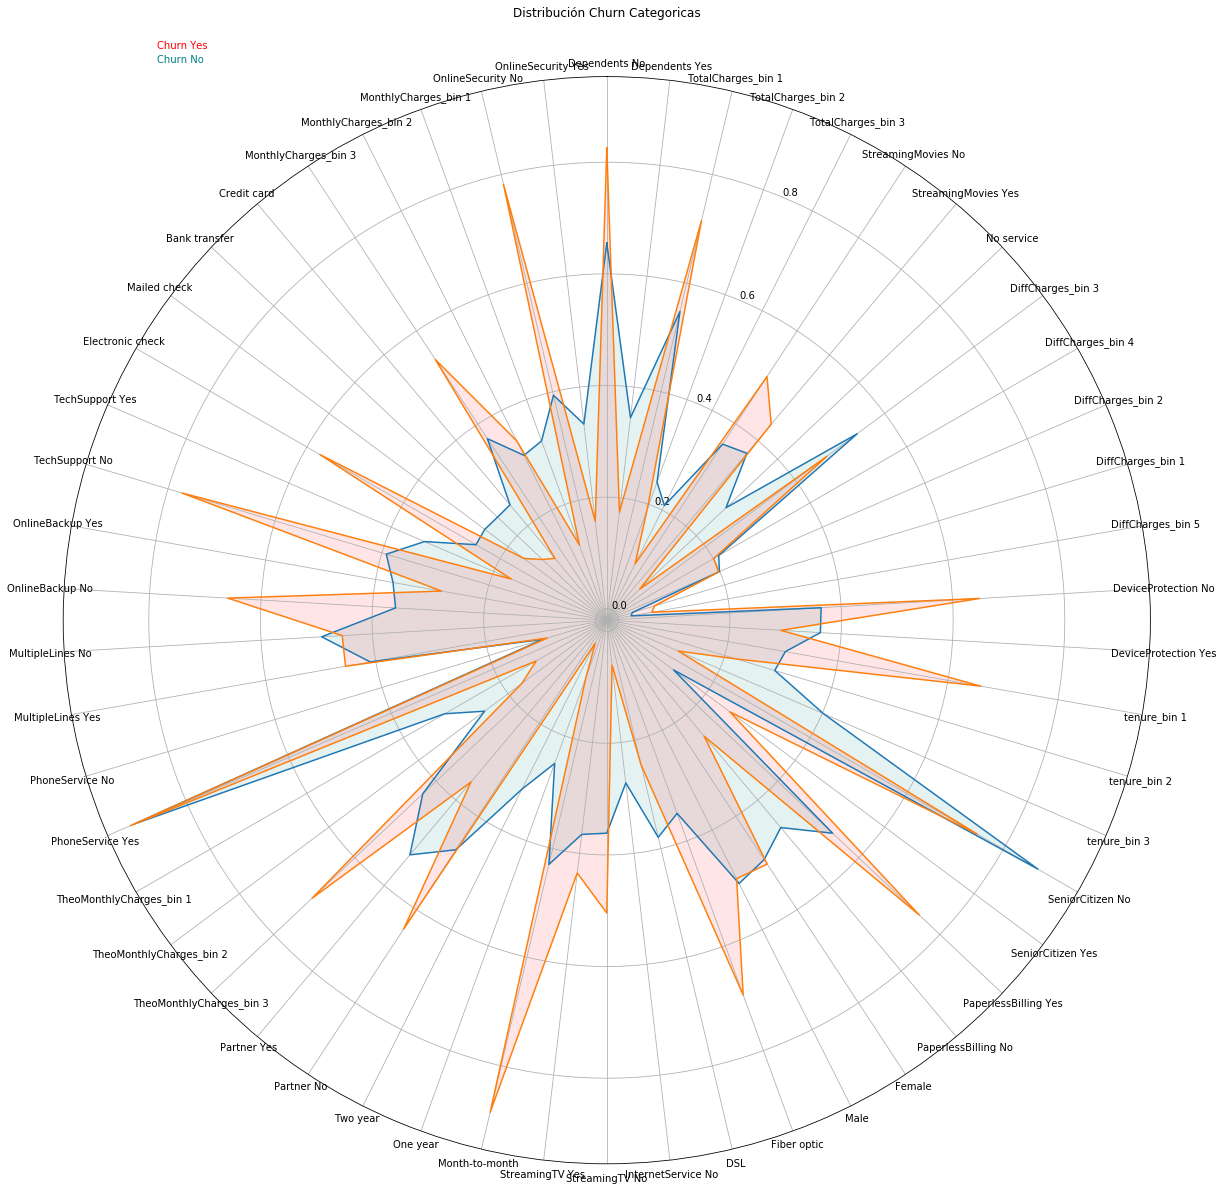 Distribución Churn Categoricas
Churn Yes
Churn No
Dependents No
Dependents Yes
TotalCharges_bin 1
TotalCharges_bin 2
TotalCharges_bin 3
StreamingMovies No
StreamingMovies Yes
No service
DiffCharges_bin 3
DiffCharges_bin 4
DiffCharges_bin 2
DiffCharges_bin 1
DiffCharges_bin 5
DeviceProtection No
DeviceProtection Yes
tenure_bin 1
tenure_bin 2
tenure_bin 3
SeniorCitizen No
SeniorCitizen Yes
PaperlessBilling Yes
PaperlessBilling No
Female
Male
Fiber optic
DSL
InternetService No
StreamingTV No
StreamingTV Yes
Month-to-month
One year
Two year
Partner No
Partner Yes
TheoMonthlyCharges_bin 3
TheoMonthlyCharges_bin 2
TheoMonthlyCharges_bin 1
PhoneService Yes
PhoneService No
MultipleLines Yes
MultipleLines No
OnlineBackup No
OnlineBackup Yes
TechSupport No
TechSupport Yes
Electronic check
Mailed check
Bank transfer
Credit card
MonthlyCharges_bin 3
MonthlyCharges_bin 2
MonthlyCharges_bin 1
OnlineSecurity No
OnlineSecurity Yes
0.8
0.6
0.4
0.2
0.0